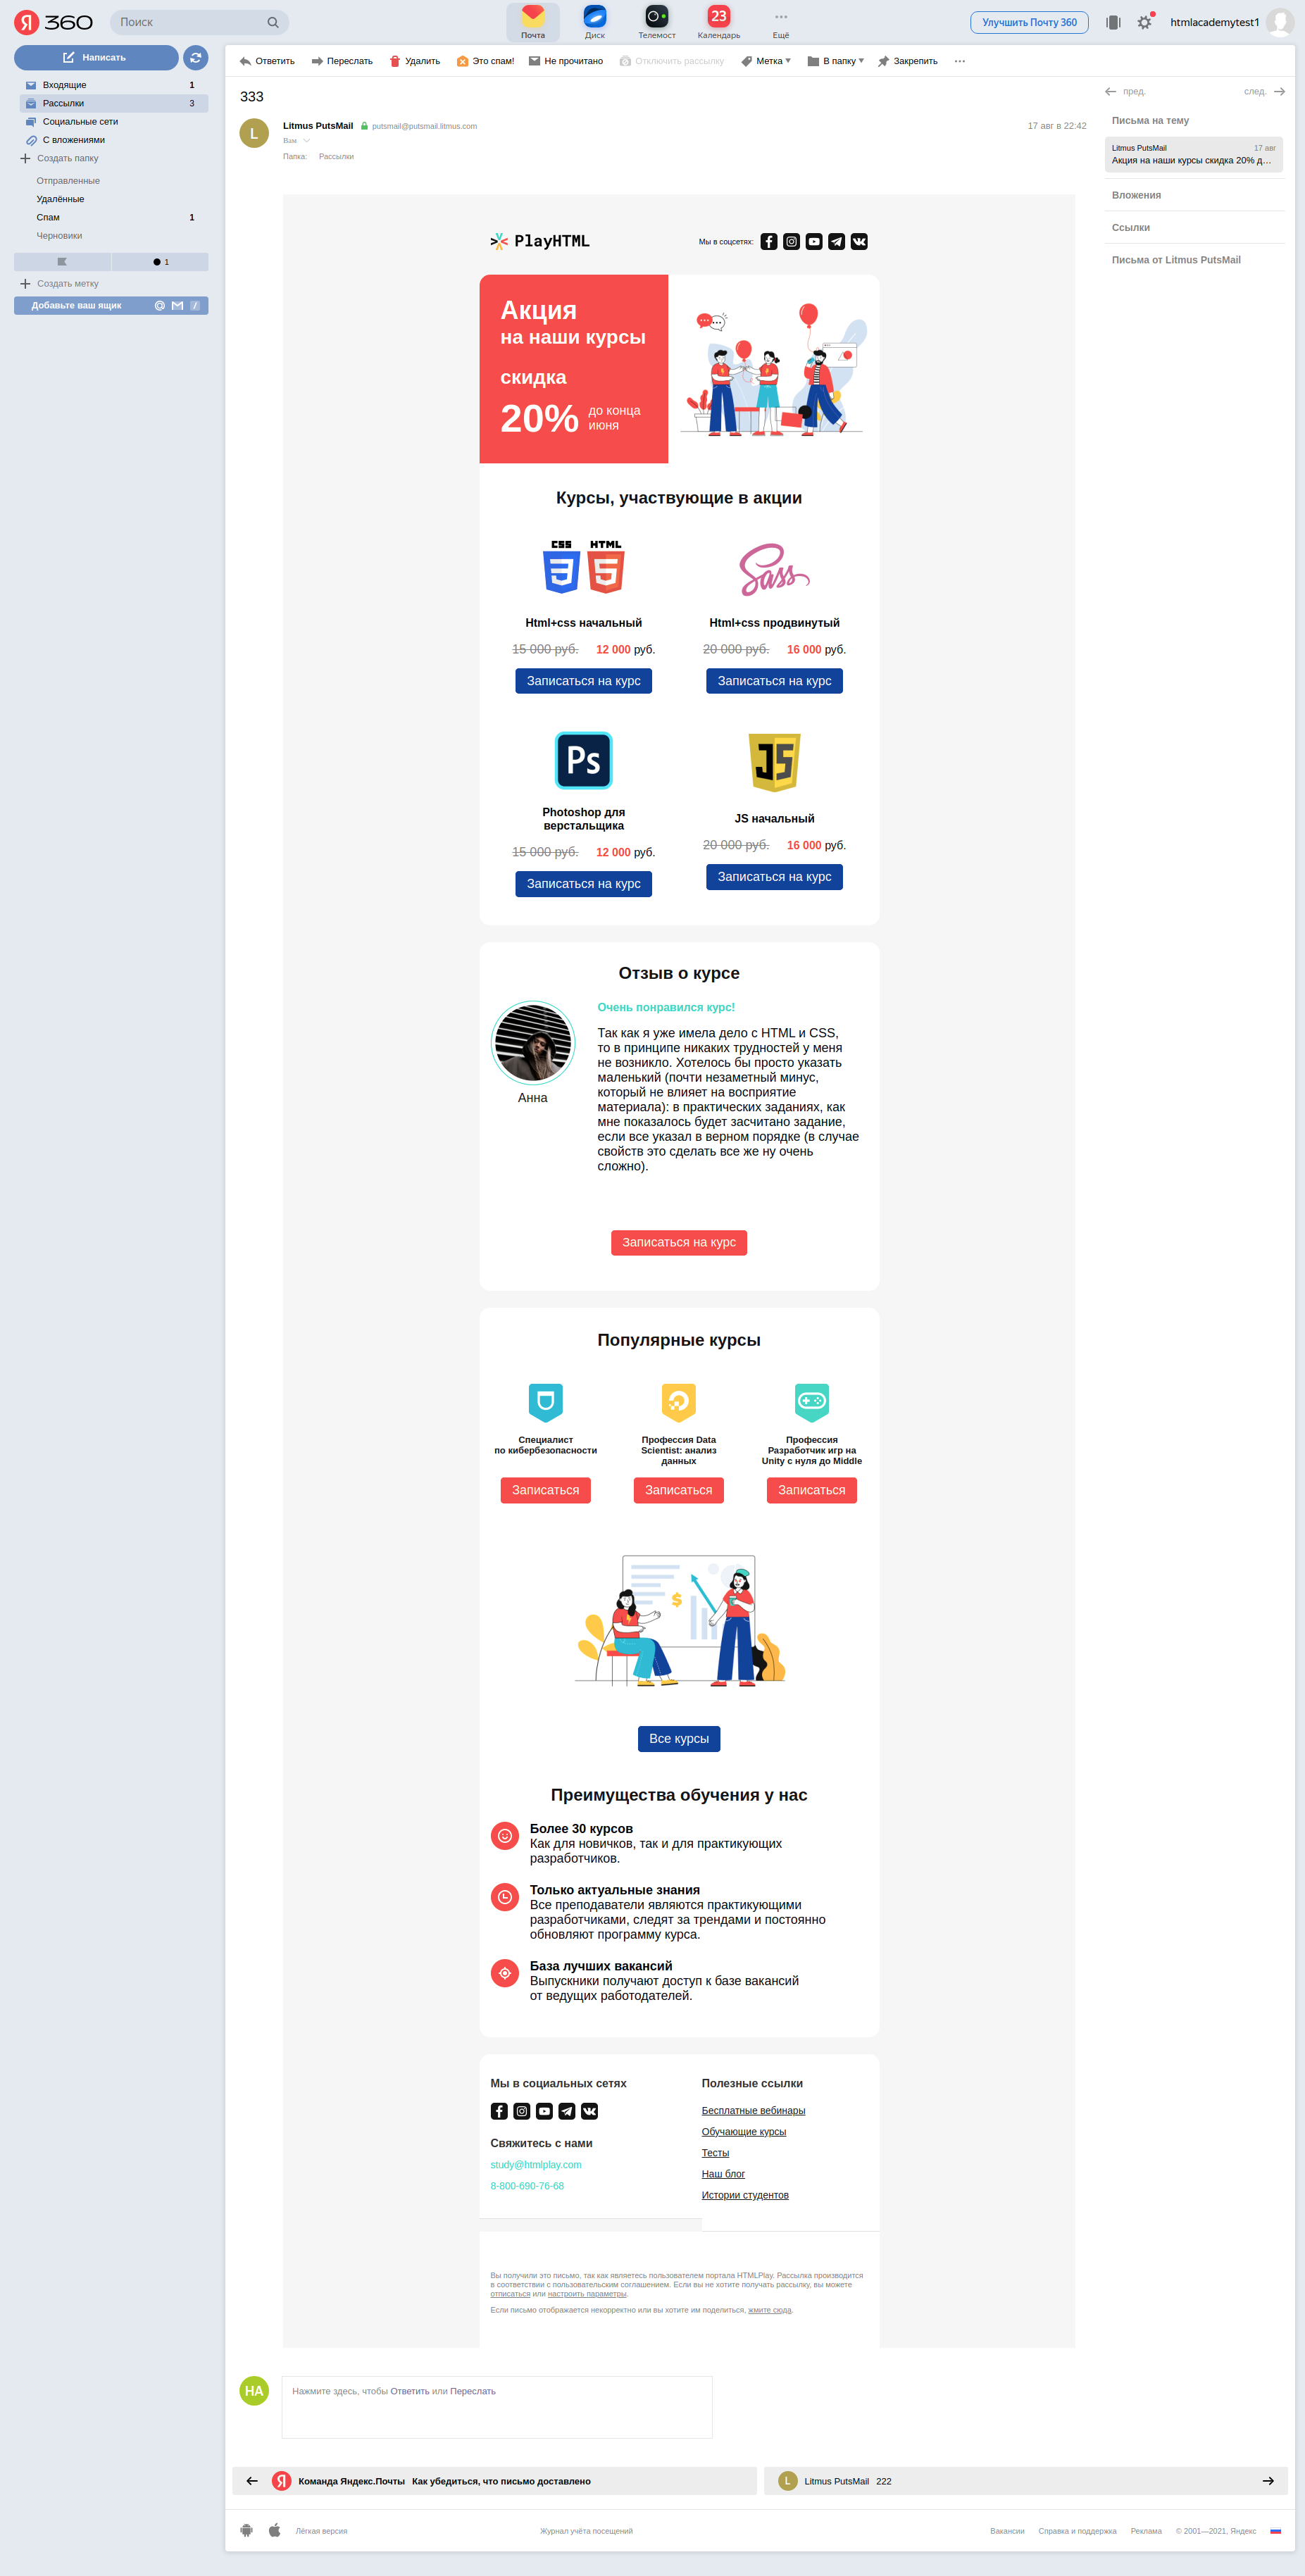 Я 360
Поиск
Почта
Диск
Телемост
23
Календарь
Ещё
Улучшить Почту 360
htmlacademytest1
Написать
Входящие 1
Рассылки 3
Социальные сети
С вложениями
Создать папку
Отправленные
Удалённые
Спам 1
Черновики
1
Создать метку
Добавьте ваш ящик
Ответить
Переслать
Удалить
Это спам!
Не прочитано
Отключить рассылку
Метка
В папку
Закрепить
333
L
Litmus PutsMail putsmail@putsmail.litmus.com 17 авг в 22:42
Вам
Папка: Рассылки
пред. след.
Письма на тему
Litmus PutsMail 17 авг
Акция на наши курсы скидка 20% д…
Вложения
Ссылки
Письма от Litmus PutsMail
PlayHTML
Мы в соцсетях:
Акция
на наши курсы
скидка
20% до конца
июня
Курсы, участвующие в акции
CSS HTML
Sass
Html+css начальный
15 000 руб. 12 000 руб.
Записаться на курс
Html+css продвинутый
20 000 руб. 16 000 руб.
Записаться на курс
Ps
JS
Photoshop для
верстальщика
15 000 руб. 12 000 руб.
Записаться на курс
JS начальный
20 000 руб. 16 000 руб.
Записаться на курс
Отзыв о курсе
Анна
Очень понравился курс!
Так как я уже имела дело с HTML и CSS,
то в принципе никаких трудностей у меня
не возникло. Хотелось бы просто указать
маленький (почти незаметный минус,
который не влияет на восприятие
материала): в практических заданиях, как
мне показалось будет засчитано задание,
если все указал в верном порядке (в случае
свойств это сделать все же ну очень
сложно).
Записаться на курс
Популярные курсы
Специалист
по кибербезопасности
Записаться
Профессия Data
Scientist: анализ
данных
Записаться
Профессия
Разработчик игр на
Unity с нуля до Middle
Записаться
$
Все курсы
Преимущества обучения у нас
Более 30 курсов
Как для новичков, так и для практикующих
разработчиков.
Только актуальные знания
Все преподаватели являются практикующими
разработчиками, следят за трендами и постоянно
обновляют программу курса.
База лучших вакансий
Выпускники получают доступ к базе вакансий
от ведущих работодателей.
Мы в социальных сетях
Свяжитесь с нами
study@htmlplay.com
8-800-690-76-68
Полезные ссылки
Бесплатные вебинары
Обучающие курсы
Тесты
Наш блог
Истории студентов
Вы получили это письмо, так как являетесь пользователем портала HTMLPlay. Рассылка производится
в соответствии с пользовательским соглашением. Если вы не хотите получать рассылку, вы можете
отписаться или настроить параметры.
Если письмо отображается некорректно или вы хотите им поделиться, жмите сюда.
HA
Нажмите здесь, чтобы Ответить или Переслать
Я Команда Яндекс.Почты Как убедиться, что письмо доставлено
L Litmus PutsMail 222
Лёгкая версия
Журнал учёта посещений
Вакансии
Справка и поддержка
Реклама
© 2001—2021, Яндекс